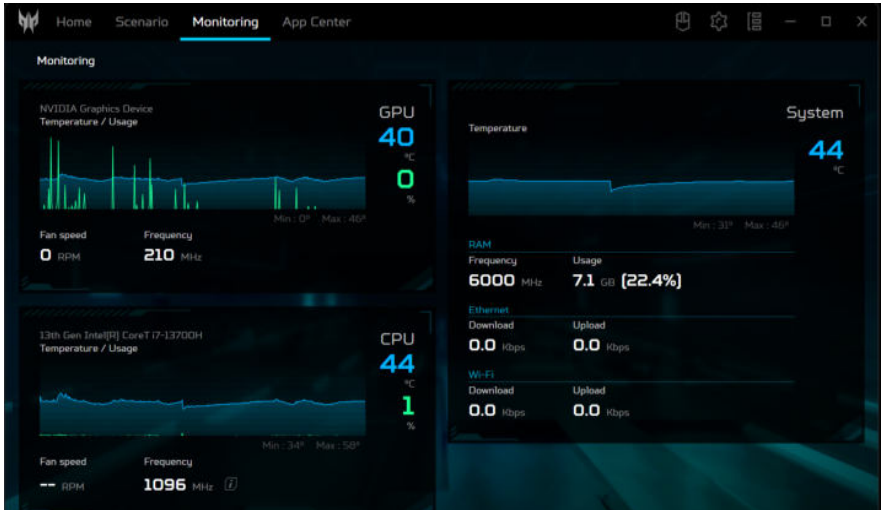 Home Scenario Monitoring App Center
Monitoring
NVIDIA Graphics Device
Temperature / Usage
GPU
40
°C
0
%
Min : 0° Max : 46°
Fan speed Frequency
0 RPM 210 MHz
13th Gen Intel(R) CoreT i7-13700H
Temperature / Usage
CPU
44
°C
1
%
Min : 34° Max : 58°
Fan speed Frequency
-- RPM 1096 MHz i
System
Temperature
44
°C
Min : 31° Max : 46°
RAM
Frequency Usage
6000 MHz 7.1 GB (22.4%)
Ethernet
Download Upload
0.0 Kbps 0.0 Kbps
Wi-Fi
Download Upload
0.0 Kbps 0.0 Kbps